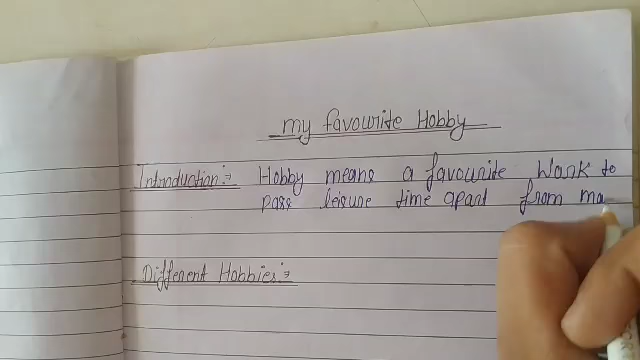 my favourite Hobby
Introduction:- Hobby means a favourite Work to
pass leisure time apart from ma
Different Hobbies:-